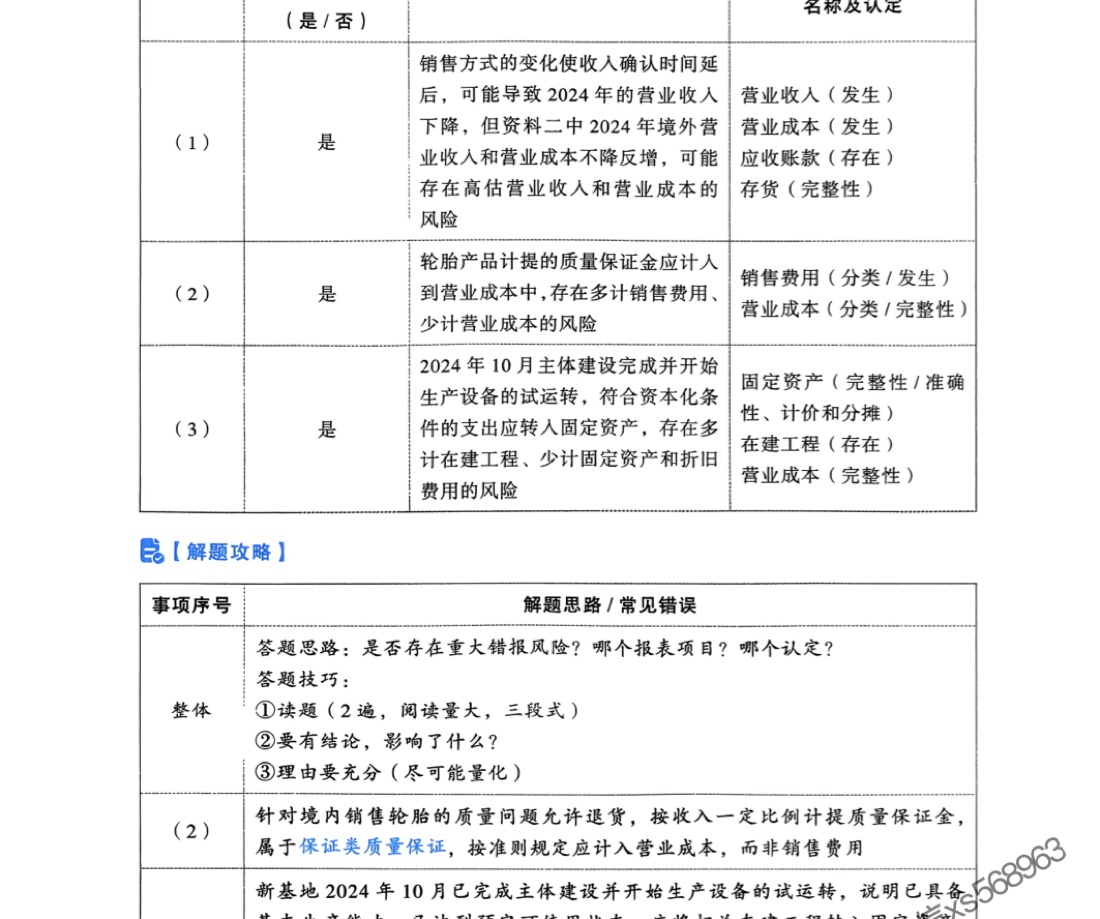 （是/否）
名称及认定
（1）
是
销售方式的变化使收入确认时间延
后，可能导致 2024 年的营业收入
下降，但资料二中 2024 年境外营
业收入和营业成本不降反增，可能
存在高估营业收入和营业成本的
风险
营业收入（发生）
营业成本（发生）
应收账款（存在）
存货（完整性）
（2）
是
轮胎产品计提的质量保证金应计入
到营业成本中，存在多计销售费用、
少计营业成本的风险
销售费用（分类/发生）
营业成本（分类/完整性）
（3）
是
2024 年 10 月主体建设完成并开始
生产设备的试运转，符合资本化条
件的支出应转入固定资产，存在多
计在建工程、少计固定资产和折旧
费用的风险
固定资产（完整性/准确
性、计价和分摊）
在建工程（存在）
营业成本（完整性）
【解题攻略】
事项序号
解题思路/常见错误
整体
答题思路：是否存在重大错报风险？哪个报表项目？哪个认定？
答题技巧：
①读题（2 遍，阅读量大，三段式）
②要有结论，影响了什么？
③理由要充分（尽可能量化）
（2）
针对境内销售轮胎的质量问题允许退货，按收入一定比例计提质量保证金，
属于保证类质量保证，按准则规定应计入营业成本，而非销售费用
新基地 2024 年 10 月已完成主体建设并开始生产设备的试运转，说明已具备
xs568963